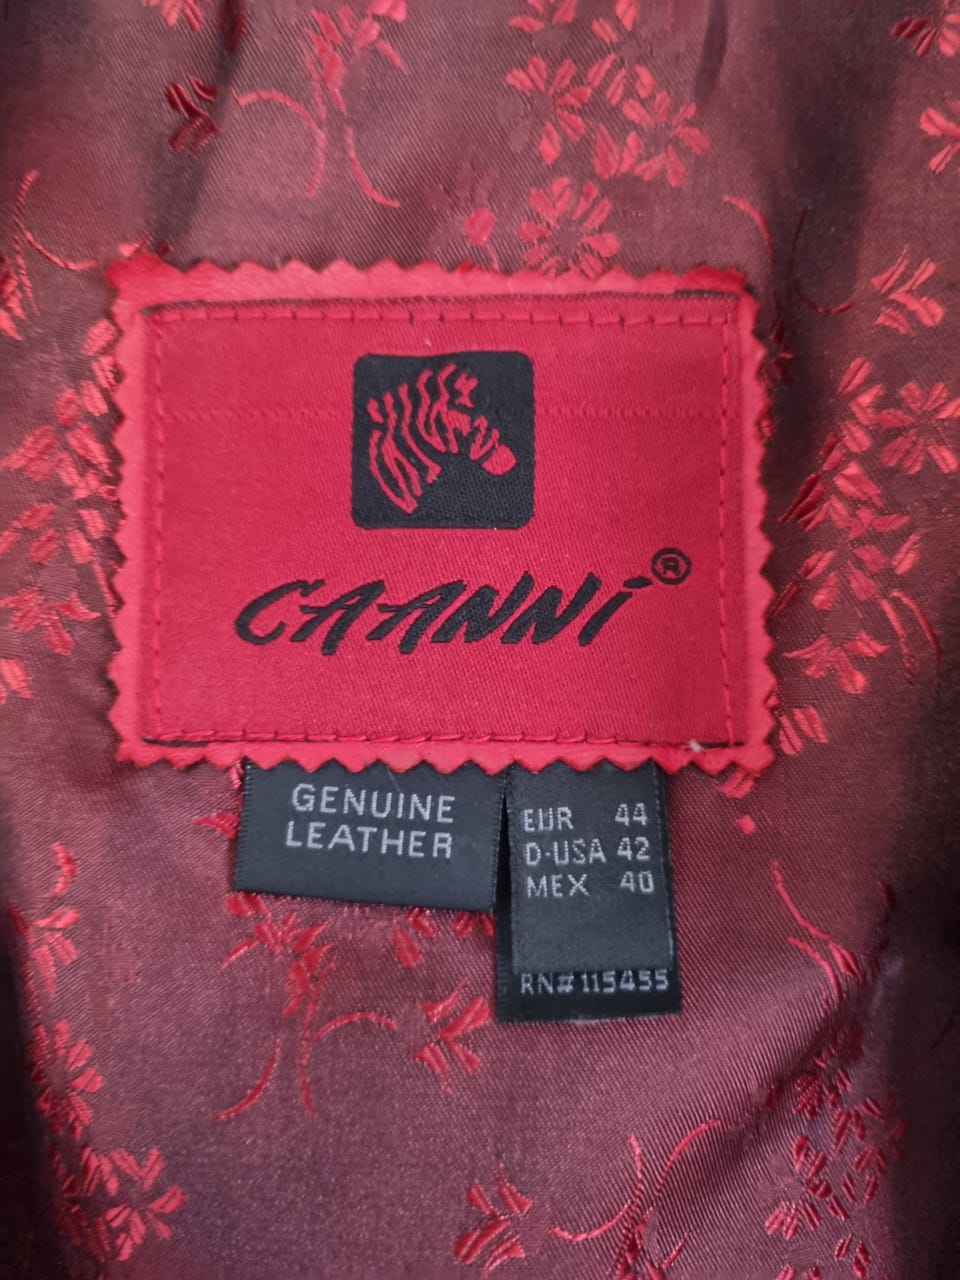 CAANNi®
GENUINE
LEATHER
EUR 44
D-USA 42
MEX 40
RN# 115455